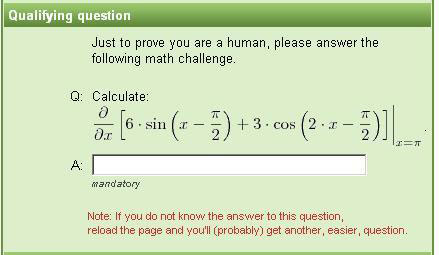 Qualifying question
Just to prove you are a human, please answer the
following math challenge.
Q: Calculate:
∂/∂x [6 · sin (x − π/2) + 3 · cos (2 · x − π/2)]|x=π .
A:
mandatory
Note: If you do not know the answer to this question,
reload the page and you'll (probably) get another, easier, question.